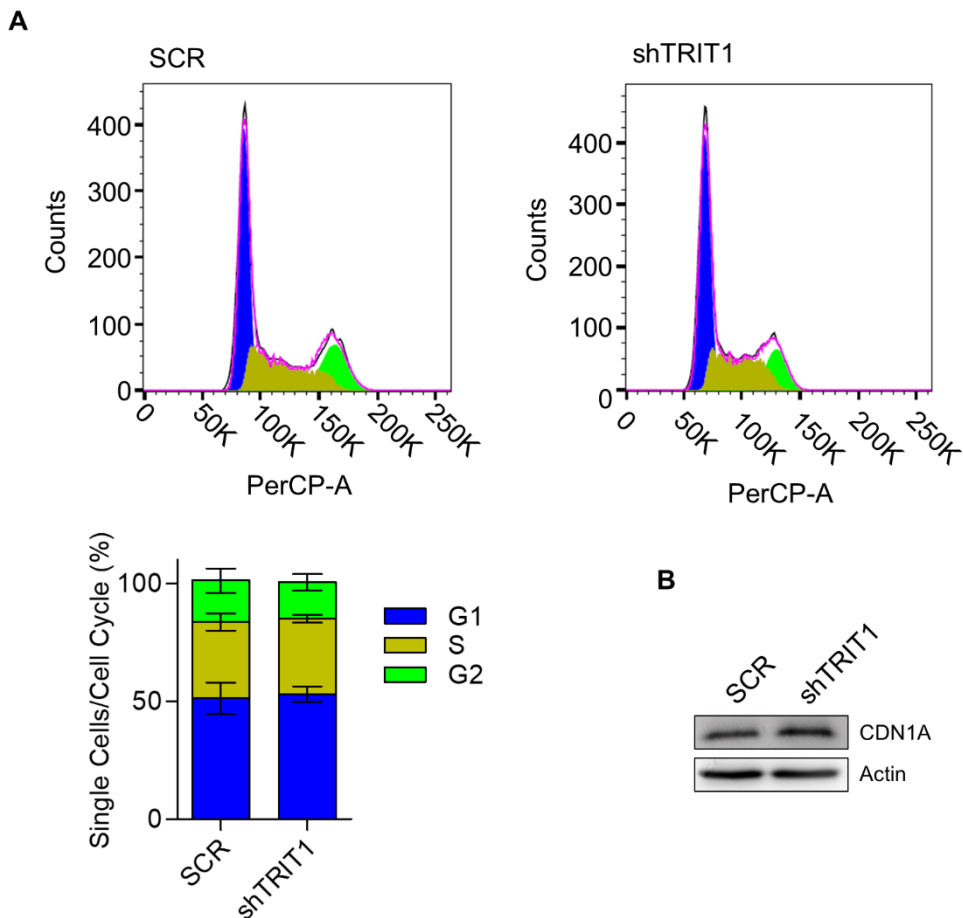 A
SCR
400
300
200
100
0
Counts
0
50K
100K
150K
200K
250K
PerCP-A
shTRIT1
400
300
200
100
0
Counts
0
50K
100K
150K
200K
250K
PerCP-A
Single Cells/Cell Cycle (%)
100
50
0
SCR
shTRIT1
G1
S
G2
B
SCR
shTRIT1
CDN1A
Actin